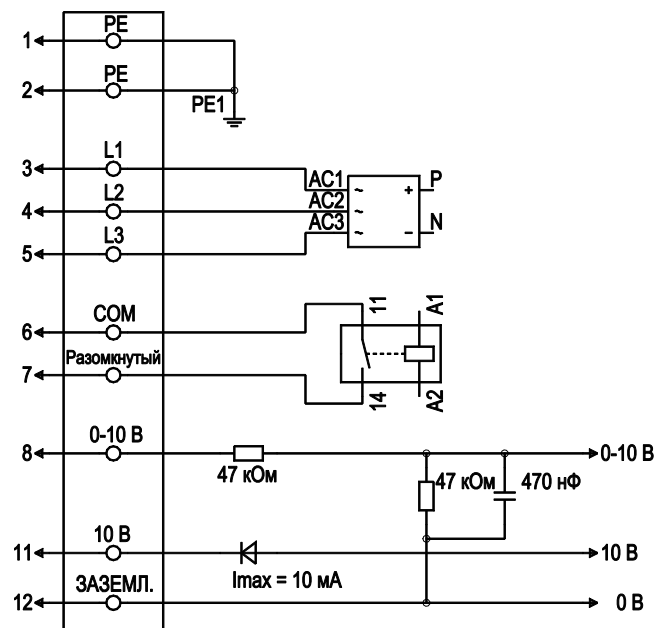 PE
1
PE
2
PE1
L1
3
AC1
~ + P
L2
AC2
4
~
L3
AC3
~ − N
5
COM
6
11
A1
Разомкнутый
7
14
A2
0-10 В
8
0-10 В
47 кОм
47 кОм
470 нФ
10 В
11
10 В
Imax = 10 мА
ЗАЗЕМЛ.
12
0 В